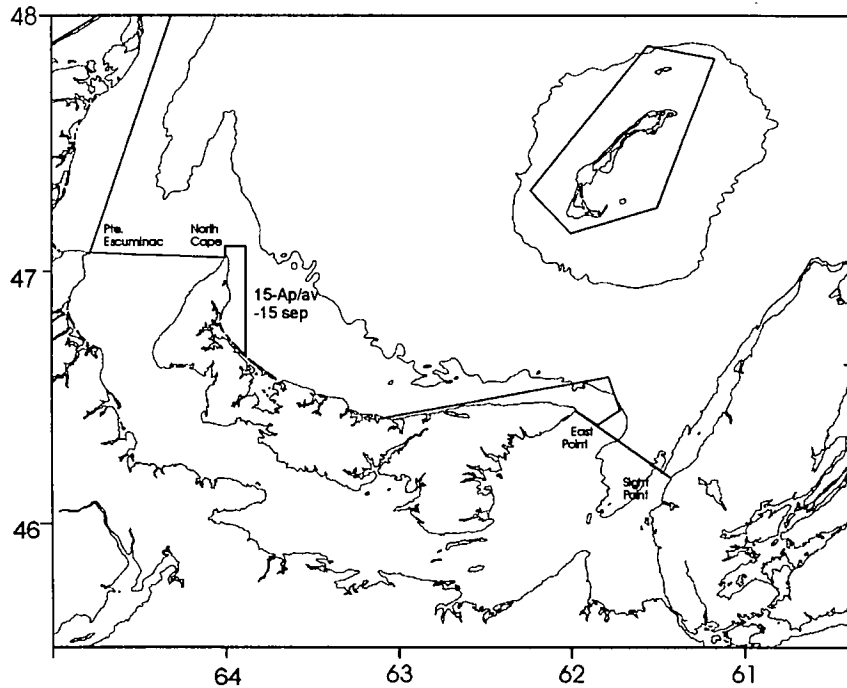 48
Pte.
Escuminac
North
Cape
47
15-Ap/av
-15 sep
East
Point
Sight
Point
46
64
63
62
61